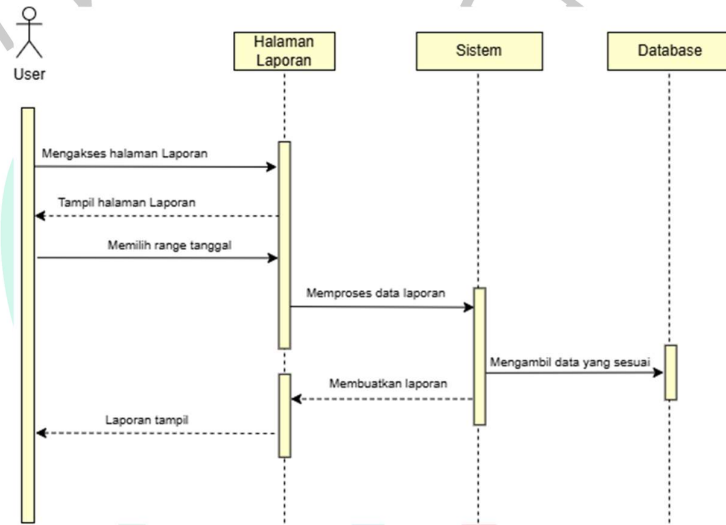 User
Halaman
Laporan
Sistem
Database
Mengakses halaman Laporan
Tampil halaman Laporan
Memilih range tanggal
Memproses data laporan
Mengambil data yang sesuai
Membuatkan laporan
Laporan tampil